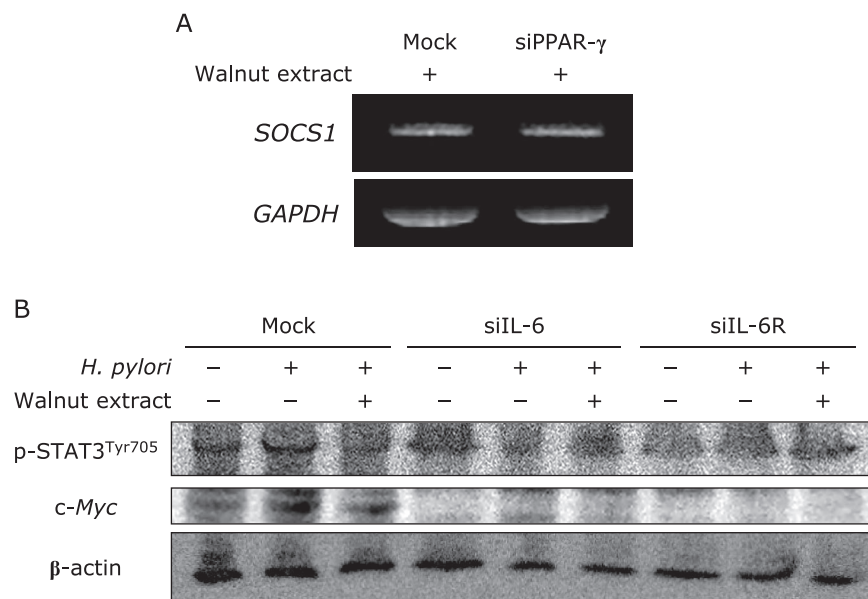 A
Mock siPPAR-γ
Walnut extract + +
SOCS1
GAPDH
B
Mock siIL-6 siIL-6R
H. pylori − + + − + + − + +
Walnut extract − − + − − + − − +
p-STAT3Tyr705
c-Myc
β-actin